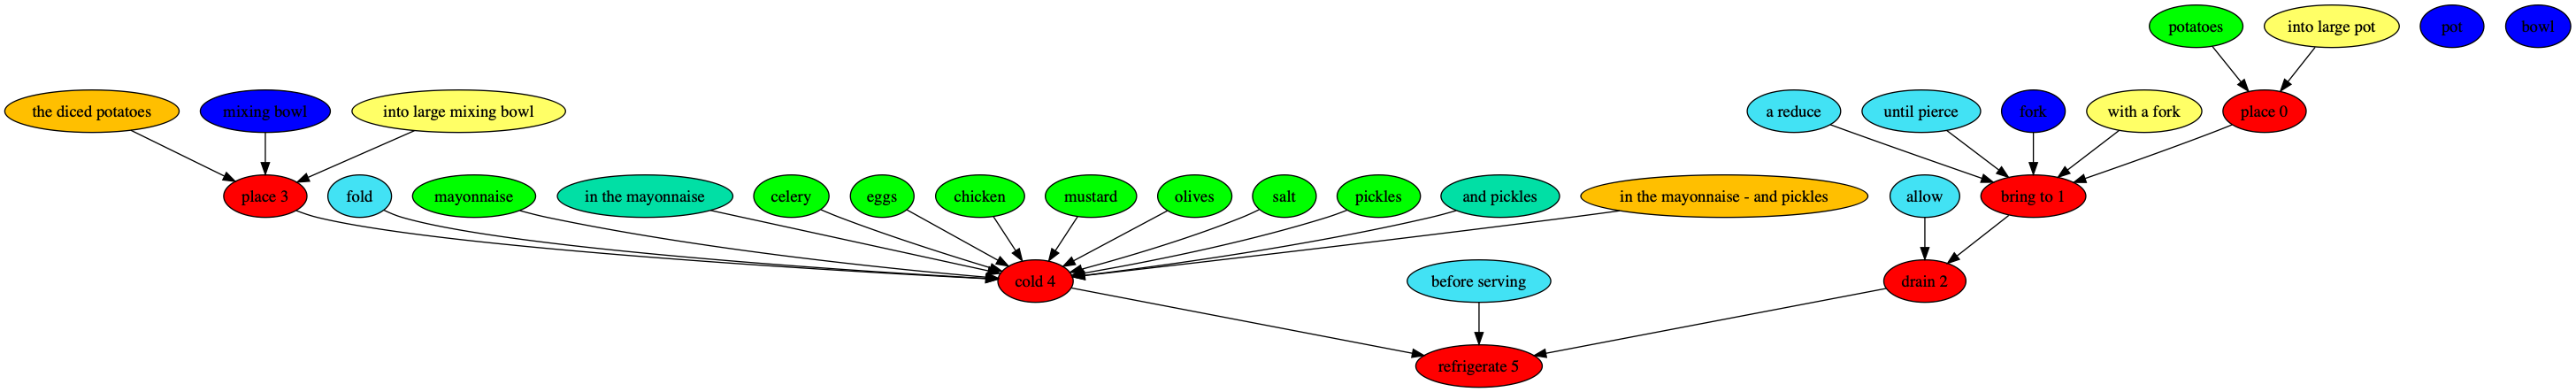 potatoes
into large pot
pot
bowl
the diced potatoes
mixing bowl
into large mixing bowl
a reduce
until pierce
fork
with a fork
place 0
place 3
fold
mayonnaise
in the mayonnaise
celery
eggs
chicken
mustard
olives
salt
pickles
and pickles
in the mayonnaise - and pickles
allow
bring to 1
cold 4
before serving
drain 2
refrigerate 5